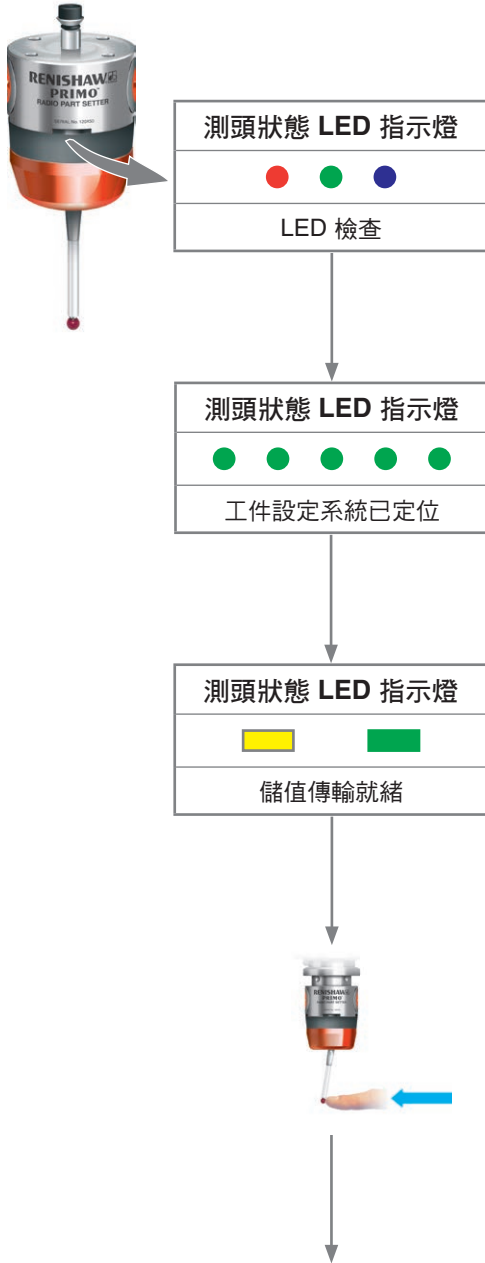 RENISHAW
PRIMO™
RADIO PART SETTER
測頭狀態 LED 指示燈
LED 檢查
測頭狀態 LED 指示燈
工件設定系統已定位
測頭狀態 LED 指示燈
儲值傳輸就緒
RENISHAW
PRIMO